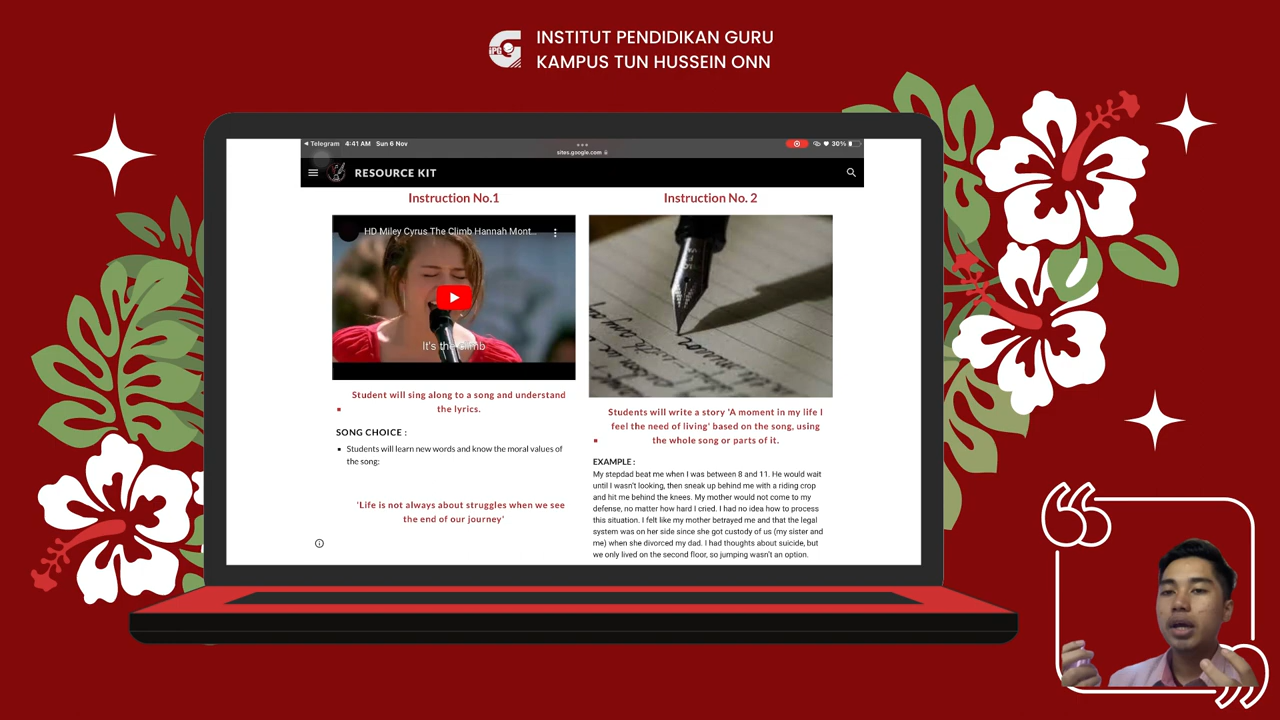 INSTITUT PENDIDIKAN GURU
KAMPUS TUN HUSSEIN ONN
Telegram 4:41 AM Sun 6 Nov
30%
sites.google.com
RESOURCE KIT
Instruction No.1
HD Miley Cyrus The Climb Hannah Mont...
It's the Climb
Student will sing along to a song and understand
the lyrics.
SONG CHOICE :
Students will learn new words and know the moral values of
the song:
'Life is not always about struggles when we see
the end of our journey'
Instruction No. 2
Students will write a story 'A moment in my life I
feel the need of living' based on the song, using
the whole song or parts of it.
EXAMPLE :
My stepdad beat me when I was between 8 and 11. He would wait
until I wasn't looking, then sneak up behind me with a riding crop
and hit me behind the knees. My mother would not come to my
defense, no matter how hard I cried. I had no idea how to process
this situation. I felt like my mother betrayed me and that the legal
system was on her side since she got custody of us (my sister and
me) when she divorced my dad. I had thoughts about suicide, but
we only lived on the second floor, so jumping wasn't an option.